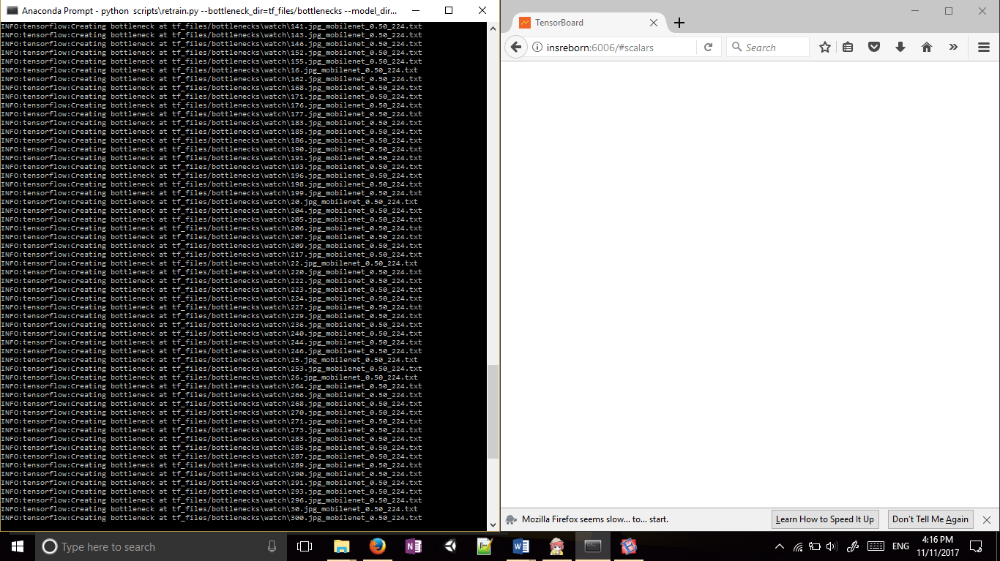 Anaconda Prompt - python  scripts\retrain.py --bottleneck_dir=tf_files/bottlenecks --model_dir...
INFO:tensorflow:Creating bottleneck at tf_files/bottlenecks\watch\141.jpg_mobilenet_0.50_224.txt
INFO:tensorflow:Creating bottleneck at tf_files/bottlenecks\watch\143.jpg_mobilenet_0.50_224.txt
INFO:tensorflow:Creating bottleneck at tf_files/bottlenecks\watch\146.jpg_mobilenet_0.50_224.txt
INFO:tensorflow:Creating bottleneck at tf_files/bottlenecks\watch\152.jpg_mobilenet_0.50_224.txt
INFO:tensorflow:Creating bottleneck at tf_files/bottlenecks\watch\155.jpg_mobilenet_0.50_224.txt
INFO:tensorflow:Creating bottleneck at tf_files/bottlenecks\watch\16.jpg_mobilenet_0.50_224.txt
INFO:tensorflow:Creating bottleneck at tf_files/bottlenecks\watch\162.jpg_mobilenet_0.50_224.txt
INFO:tensorflow:Creating bottleneck at tf_files/bottlenecks\watch\168.jpg_mobilenet_0.50_224.txt
INFO:tensorflow:Creating bottleneck at tf_files/bottlenecks\watch\171.jpg_mobilenet_0.50_224.txt
INFO:tensorflow:Creating bottleneck at tf_files/bottlenecks\watch\176.jpg_mobilenet_0.50_224.txt
INFO:tensorflow:Creating bottleneck at tf_files/bottlenecks\watch\177.jpg_mobilenet_0.50_224.txt
INFO:tensorflow:Creating bottleneck at tf_files/bottlenecks\watch\183.jpg_mobilenet_0.50_224.txt
INFO:tensorflow:Creating bottleneck at tf_files/bottlenecks\watch\185.jpg_mobilenet_0.50_224.txt
INFO:tensorflow:Creating bottleneck at tf_files/bottlenecks\watch\186.jpg_mobilenet_0.50_224.txt
INFO:tensorflow:Creating bottleneck at tf_files/bottlenecks\watch\190.jpg_mobilenet_0.50_224.txt
INFO:tensorflow:Creating bottleneck at tf_files/bottlenecks\watch\191.jpg_mobilenet_0.50_224.txt
INFO:tensorflow:Creating bottleneck at tf_files/bottlenecks\watch\193.jpg_mobilenet_0.50_224.txt
INFO:tensorflow:Creating bottleneck at tf_files/bottlenecks\watch\196.jpg_mobilenet_0.50_224.txt
INFO:tensorflow:Creating bottleneck at tf_files/bottlenecks\watch\198.jpg_mobilenet_0.50_224.txt
INFO:tensorflow:Creating bottleneck at tf_files/bottlenecks\watch\199.jpg_mobilenet_0.50_224.txt
INFO:tensorflow:Creating bottleneck at tf_files/bottlenecks\watch\20.jpg_mobilenet_0.50_224.txt
INFO:tensorflow:Creating bottleneck at tf_files/bottlenecks\watch\204.jpg_mobilenet_0.50_224.txt
INFO:tensorflow:Creating bottleneck at tf_files/bottlenecks\watch\205.jpg_mobilenet_0.50_224.txt
INFO:tensorflow:Creating bottleneck at tf_files/bottlenecks\watch\206.jpg_mobilenet_0.50_224.txt
INFO:tensorflow:Creating bottleneck at tf_files/bottlenecks\watch\207.jpg_mobilenet_0.50_224.txt
INFO:tensorflow:Creating bottleneck at tf_files/bottlenecks\watch\209.jpg_mobilenet_0.50_224.txt
INFO:tensorflow:Creating bottleneck at tf_files/bottlenecks\watch\217.jpg_mobilenet_0.50_224.txt
INFO:tensorflow:Creating bottleneck at tf_files/bottlenecks\watch\22.jpg_mobilenet_0.50_224.txt
INFO:tensorflow:Creating bottleneck at tf_files/bottlenecks\watch\220.jpg_mobilenet_0.50_224.txt
INFO:tensorflow:Creating bottleneck at tf_files/bottlenecks\watch\222.jpg_mobilenet_0.50_224.txt
INFO:tensorflow:Creating bottleneck at tf_files/bottlenecks\watch\223.jpg_mobilenet_0.50_224.txt
INFO:tensorflow:Creating bottleneck at tf_files/bottlenecks\watch\224.jpg_mobilenet_0.50_224.txt
INFO:tensorflow:Creating bottleneck at tf_files/bottlenecks\watch\227.jpg_mobilenet_0.50_224.txt
INFO:tensorflow:Creating bottleneck at tf_files/bottlenecks\watch\229.jpg_mobilenet_0.50_224.txt
INFO:tensorflow:Creating bottleneck at tf_files/bottlenecks\watch\236.jpg_mobilenet_0.50_224.txt
INFO:tensorflow:Creating bottleneck at tf_files/bottlenecks\watch\240.jpg_mobilenet_0.50_224.txt
INFO:tensorflow:Creating bottleneck at tf_files/bottlenecks\watch\244.jpg_mobilenet_0.50_224.txt
INFO:tensorflow:Creating bottleneck at tf_files/bottlenecks\watch\246.jpg_mobilenet_0.50_224.txt
INFO:tensorflow:Creating bottleneck at tf_files/bottlenecks\watch\25.jpg_mobilenet_0.50_224.txt
INFO:tensorflow:Creating bottleneck at tf_files/bottlenecks\watch\253.jpg_mobilenet_0.50_224.txt
INFO:tensorflow:Creating bottleneck at tf_files/bottlenecks\watch\26.jpg_mobilenet_0.50_224.txt
INFO:tensorflow:Creating bottleneck at tf_files/bottlenecks\watch\264.jpg_mobilenet_0.50_224.txt
INFO:tensorflow:Creating bottleneck at tf_files/bottlenecks\watch\266.jpg_mobilenet_0.50_224.txt
INFO:tensorflow:Creating bottleneck at tf_files/bottlenecks\watch\268.jpg_mobilenet_0.50_224.txt
INFO:tensorflow:Creating bottleneck at tf_files/bottlenecks\watch\270.jpg_mobilenet_0.50_224.txt
INFO:tensorflow:Creating bottleneck at tf_files/bottlenecks\watch\271.jpg_mobilenet_0.50_224.txt
INFO:tensorflow:Creating bottleneck at tf_files/bottlenecks\watch\273.jpg_mobilenet_0.50_224.txt
INFO:tensorflow:Creating bottleneck at tf_files/bottlenecks\watch\283.jpg_mobilenet_0.50_224.txt
INFO:tensorflow:Creating bottleneck at tf_files/bottlenecks\watch\285.jpg_mobilenet_0.50_224.txt
INFO:tensorflow:Creating bottleneck at tf_files/bottlenecks\watch\287.jpg_mobilenet_0.50_224.txt
INFO:tensorflow:Creating bottleneck at tf_files/bottlenecks\watch\289.jpg_mobilenet_0.50_224.txt
INFO:tensorflow:Creating bottleneck at tf_files/bottlenecks\watch\290.jpg_mobilenet_0.50_224.txt
INFO:tensorflow:Creating bottleneck at tf_files/bottlenecks\watch\291.jpg_mobilenet_0.50_224.txt
INFO:tensorflow:Creating bottleneck at tf_files/bottlenecks\watch\293.jpg_mobilenet_0.50_224.txt
INFO:tensorflow:Creating bottleneck at tf_files/bottlenecks\watch\296.jpg_mobilenet_0.50_224.txt
INFO:tensorflow:Creating bottleneck at tf_files/bottlenecks\watch\30.jpg_mobilenet_0.50_224.txt
INFO:tensorflow:Creating bottleneck at tf_files/bottlenecks\watch\300.jpg_mobilenet_0.50_224.txt
TensorBoard
insreborn:6006/#scalars
Search
Mozilla Firefox seems slow... to... start.
Learn How to Speed It Up
Don't Tell Me Again
Type here to search
ENG
4:16 PM
11/11/2017